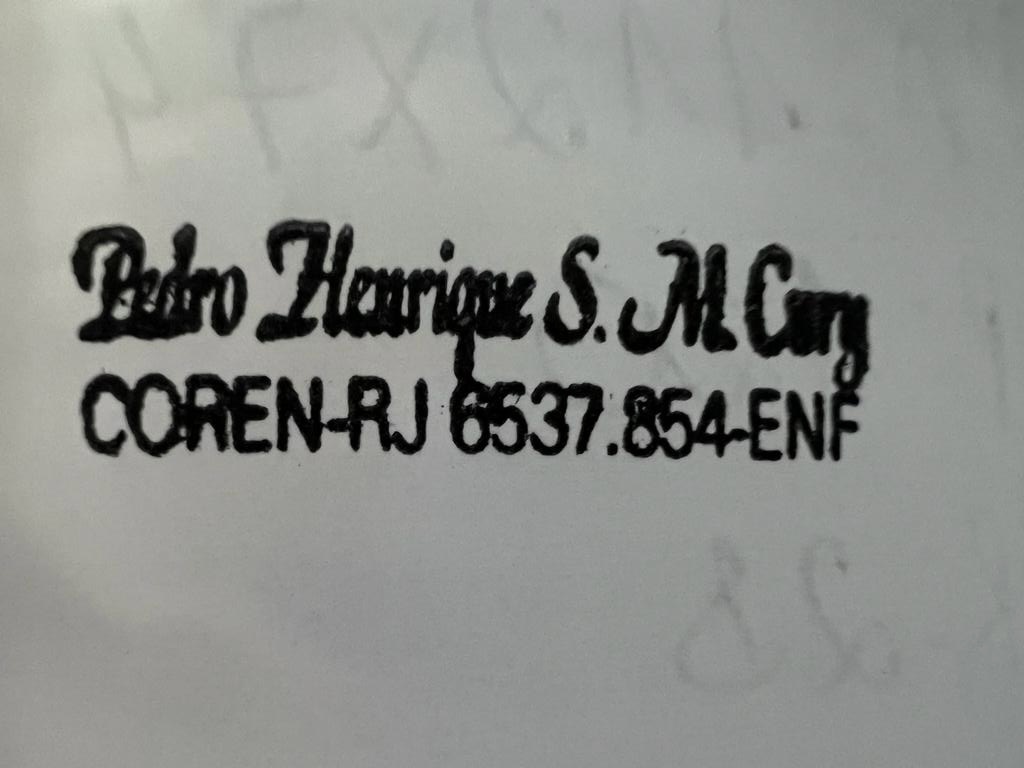 Pedro Henrique S. M. Cury
COREN-RJ 6537.854-ENF